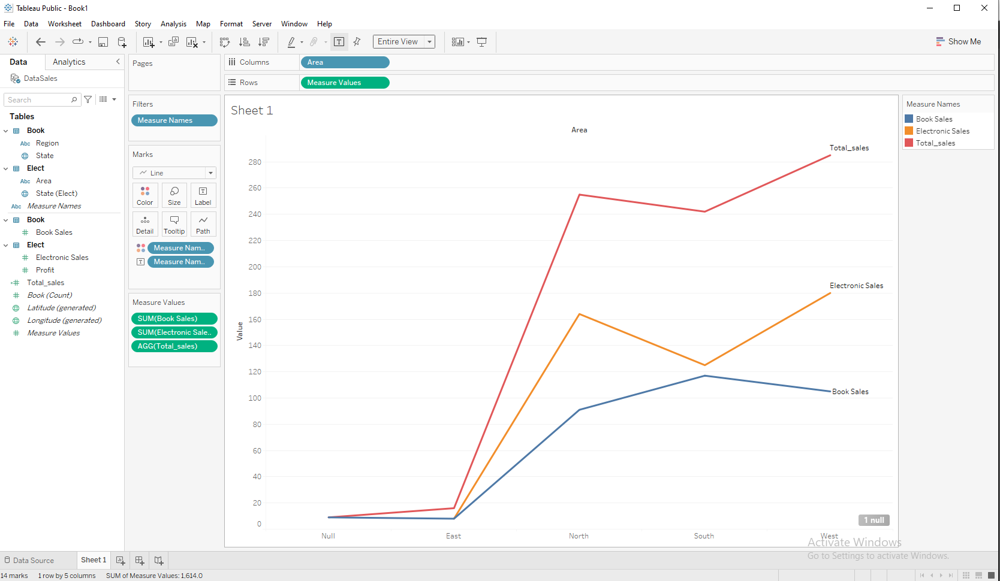 Tableau Public - Book1
File Data Worksheet Dashboard Story Analysis Map Format Server Window Help
Entire View
Show Me
Data Analytics
DataSales
Search
Tables
Book
Abc Region
State
Elect
Abc Area
State (Elect)
Abc Measure Names
Book
Book Sales
Elect
Electronic Sales
Profit
Total_sales
Book (Count)
Latitude (generated)
Longitude (generated)
Measure Values
Pages
Filters
Measure Names
Marks
Line
Color Size Label
Detail Tooltip Path
Measure Nam..
Measure Nam..
Measure Values
SUM(Book Sales)
SUM(Electronic Sale..
AGG(Total_sales)
Columns Area
Rows Measure Values
Sheet 1
Area
Value
280
260
240
220
200
180
160
140
120
100
80
60
40
20
0
Total_sales
Electronic Sales
Book Sales
1 null
Null East North South West
Measure Names
Book Sales
Electronic Sales
Total_sales
Activate Windows
Go to Settings to activate Windows.
Data Source Sheet 1
14 marks 1 row by 5 columns SUM of Measure Values: 1,614.0